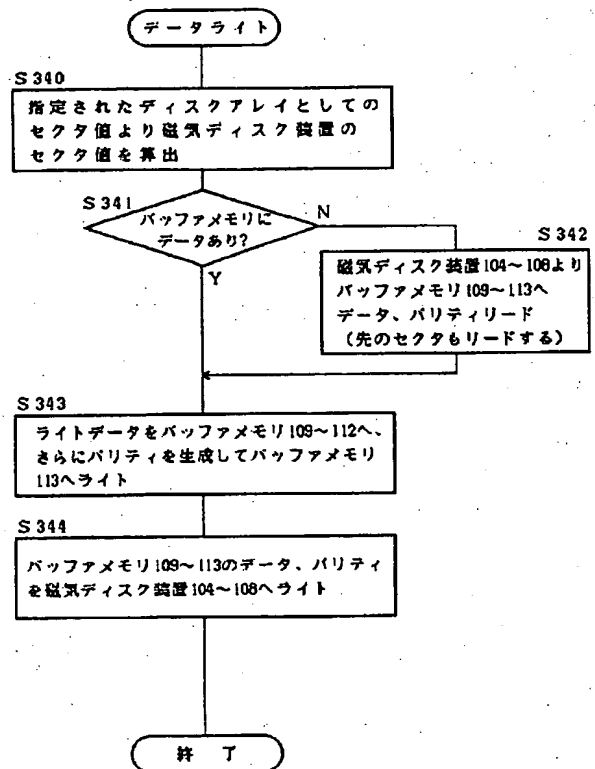 データライト
S340
指定されたディスクアレイとしての
セクタ値より磁気ディスク装置の
セクタ値を算出
S341
バッファメモリに
データあり?
N
Y
S342
磁気ディスク装置104~108より
バッファメモリ109~113へ
データ、パリティリード
(先のセクタもリードする)
S343
ライトデータをバッファメモリ109~112へ、
さらにパリティを生成してバッファメモリ
113へライト
S344
バッファメモリ109~113のデータ、パリティ
を磁気ディスク装置104~108へライト
終了